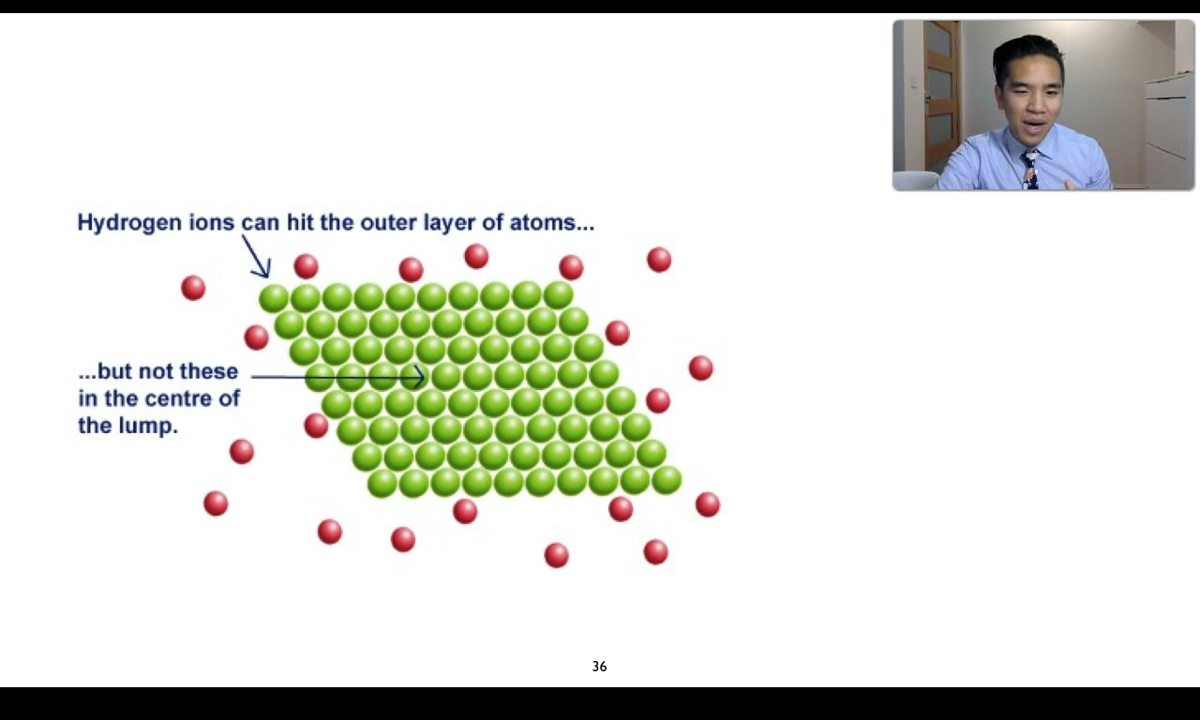 Hydrogen ions can hit the outer layer of atoms...
...but not these
in the centre of
the lump.
36